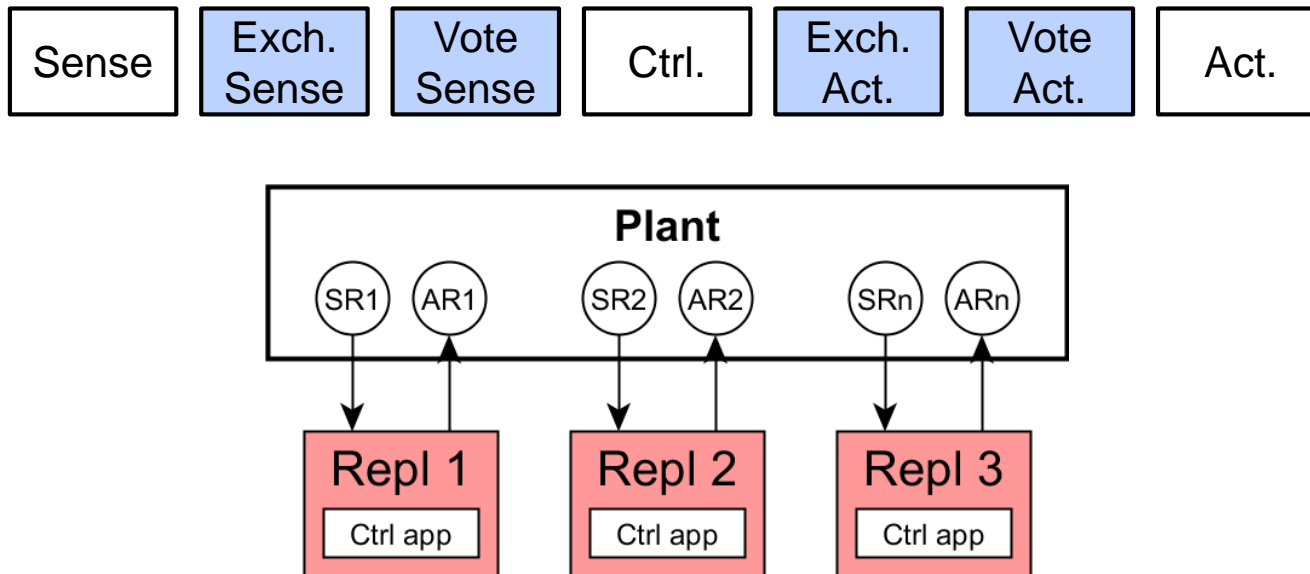 Sense
Exch.
Sense
Vote
Sense
Ctrl.
Exch.
Act.
Vote
Act.
Act.
Plant
SR1
AR1
SR2
AR2
SRn
ARn
Repl 1
Repl 2
Repl 3
Ctrl app
Ctrl app
Ctrl app